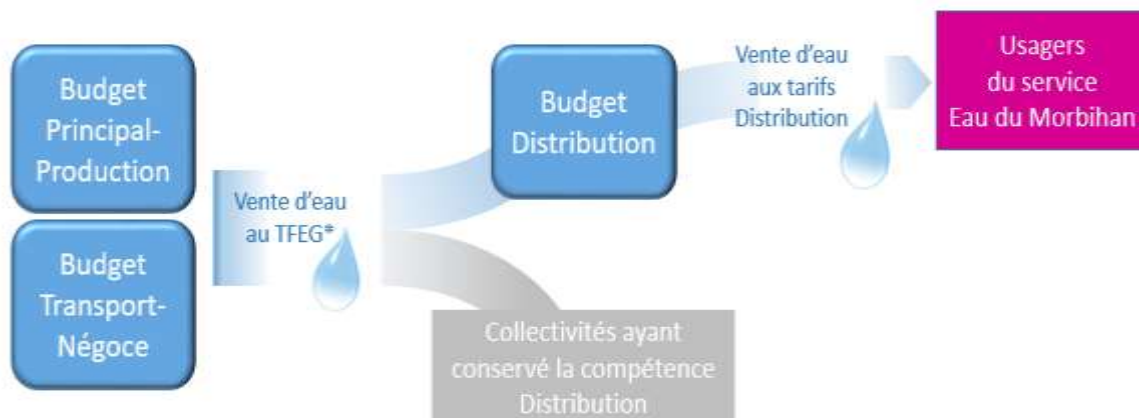 Budget
Principal-
Production
Budget
Transport-
Négoce
Vente d'eau
au TFEG*
Budget
Distribution
Collectivités ayant
conservé la compétence
Distribution
Vente d'eau
aux tarifs
Distribution
Usagers
du service
Eau du Morbihan